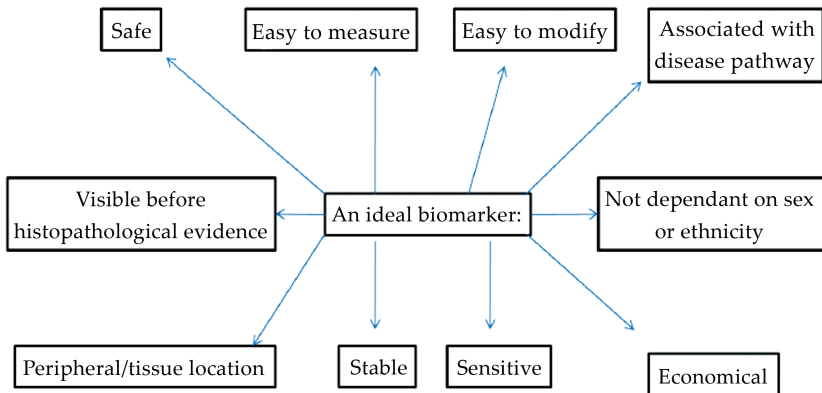 Safe
Easy to measure
Easy to modify
Associated with
disease pathway
Visible before
histopathological evidence
An ideal biomarker:
Not dependant on sex
or ethnicity
Peripheral/tissue location
Stable
Sensitive
Economical